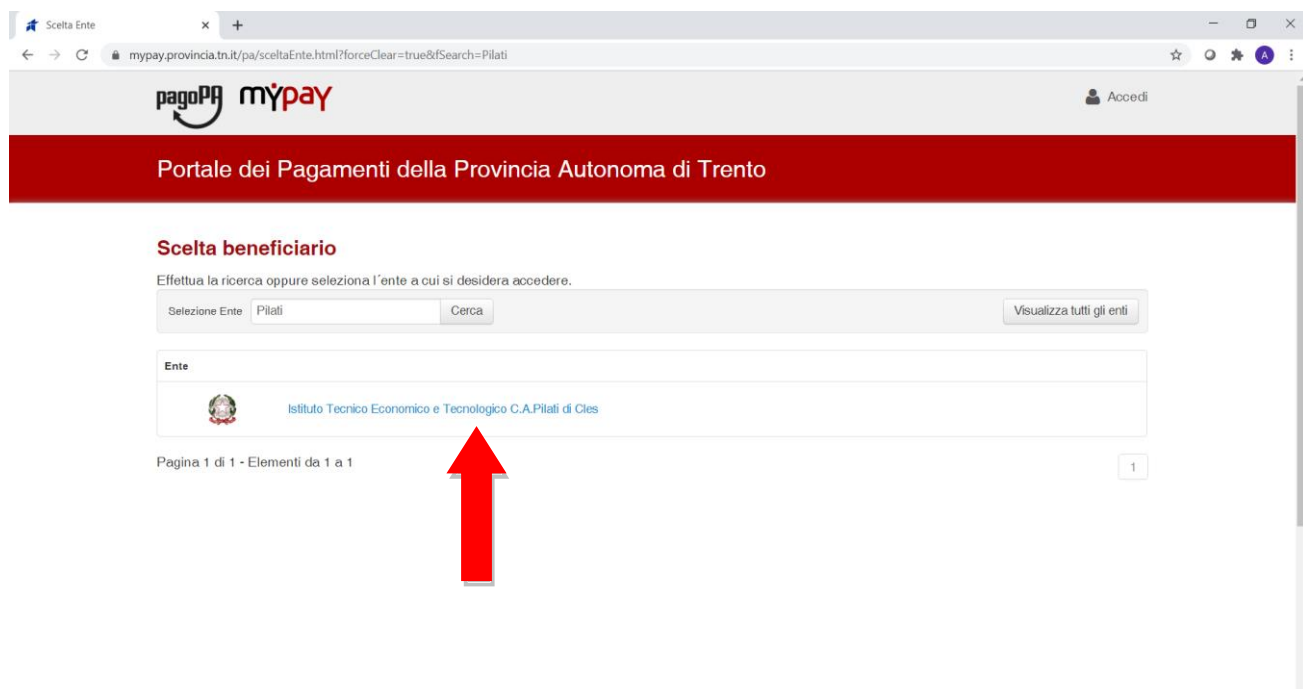 Scelta Ente
mypay.provincia.tn.it/pa/sceltaEnte.html?forceClear=true&fSearch=Pilati
A
pagoPA mypay
Accedi
Portale dei Pagamenti della Provincia Autonoma di Trento
Scelta beneficiario
Effettua la ricerca oppure seleziona l´ente a cui si desidera accedere.
Selezione Ente Pilati Cerca Visualizza tutti gli enti
Ente
Istituto Tecnico Economico e Tecnologico C.A.Pilati di Cles
Pagina 1 di 1 - Elementi da 1 a 1
1